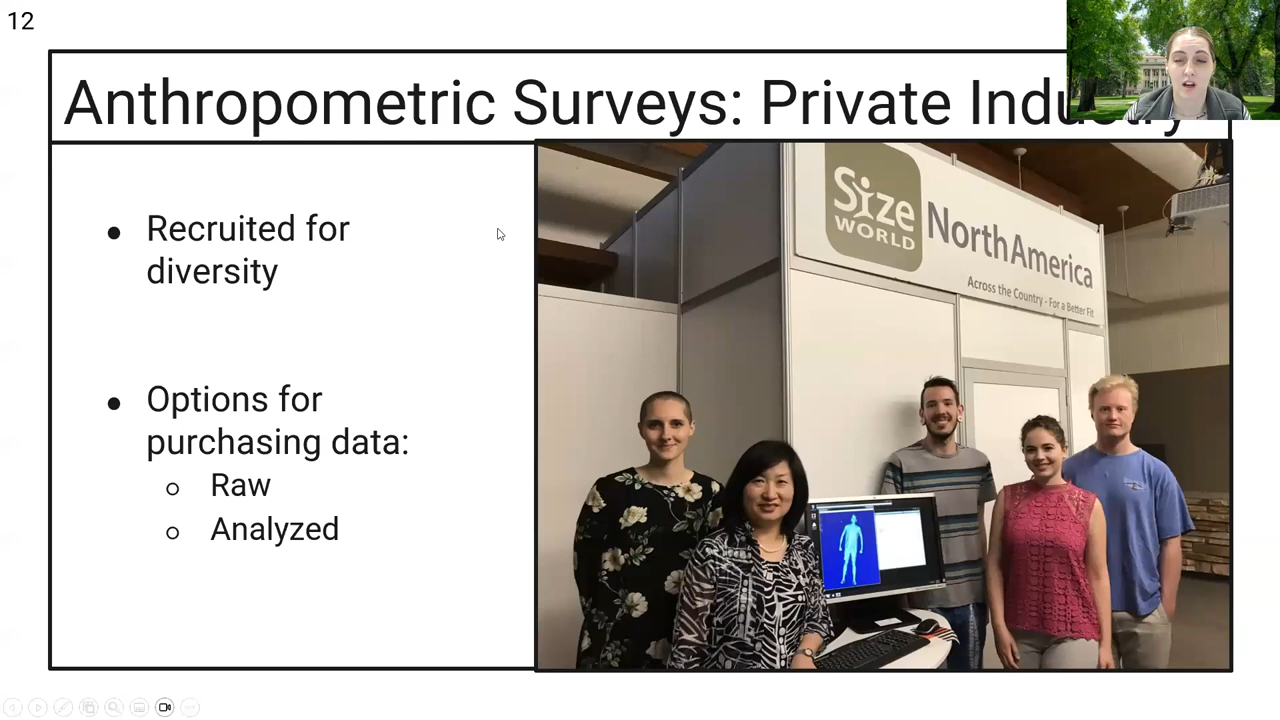 12
Anthropometric Surveys: Private Industry
Recruited for
diversity
Options for
purchasing data:
Raw
Analyzed
Size
WORLD
NorthAmerica
Across the Country - For a Better Fit